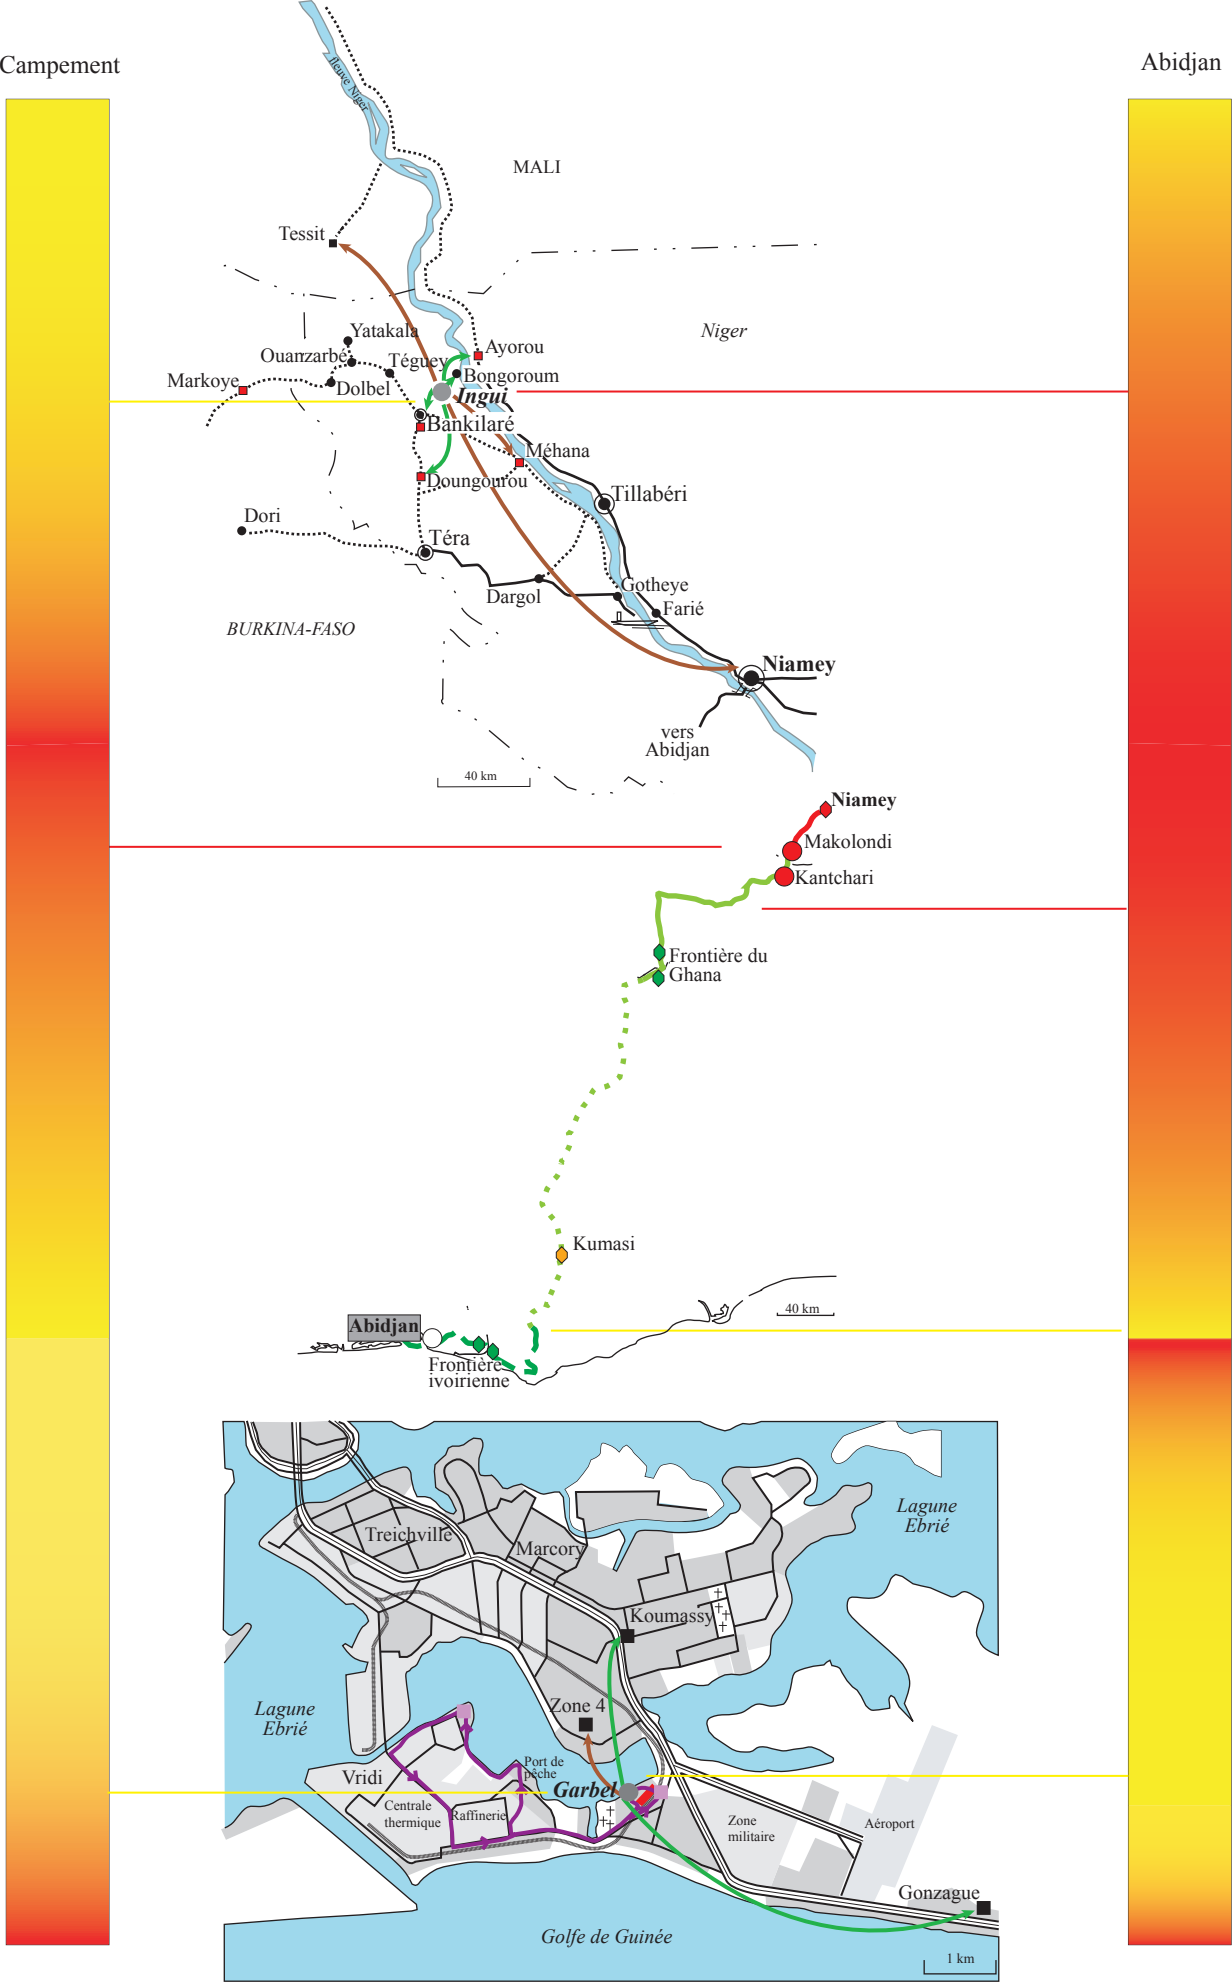 Campement
Abidjan
fleuve Niger
MALI
Tessit
Niger
Yatakala
Ouanzarbé
Téguey
Ayorou
Markoye
Dolbel
Bongoroum
Ingui
Bankilaré
Méhana
Doungourou
Tillabéri
Dori
Téra
Dargol
Gotheye
Farié
BURKINA-FASO
Niamey
vers
Abidjan
40 km
Niamey
Makolondi
Kantchari
Frontière du
Ghana
Kumasi
40 km
Abidjan
Frontière
ivoirienne
Lagune
Ebrié
Treichville
Marcory
Koumassy
Lagune
Ebrié
Zone 4
Vridi
Port de
pêche
Garbel
Centrale
thermique
Raffinerie
Zone
militaire
Aéroport
Gonzague
Golfe de Guinée
1 km